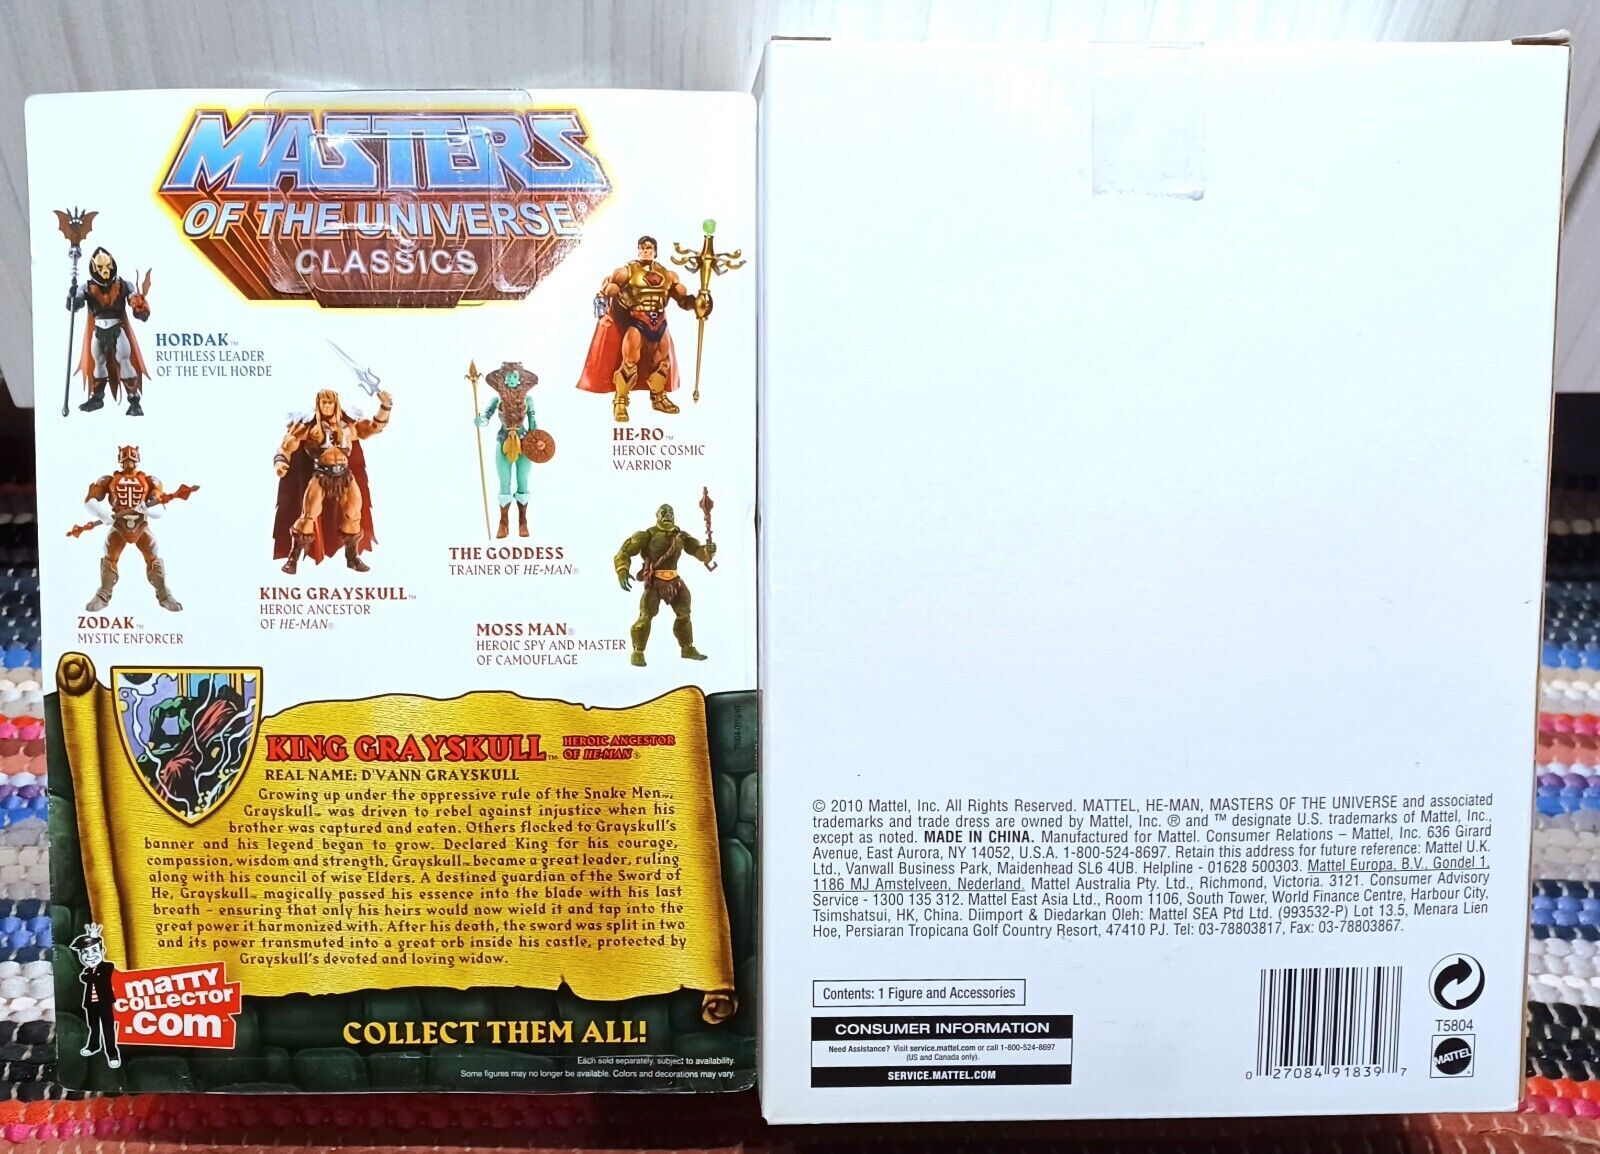 MASTERS
OF THE UNIVERSE®
CLASSICS
HORDAK™
RUTHLESS LEADER
OF THE EVIL HORDE
HE-RO™
HEROIC COSMIC
WARRIOR
ZODAK™
MYSTIC ENFORCER
KING GRAYSKULL™
HEROIC ANCESTOR
OF HE-MAN®
THE GODDESS
TRAINER OF HE-MAN®
MOSS MAN®
HEROIC SPY AND MASTER
OF CAMOUFLAGE
KING GRAYSKULL™ HEROIC ANCESTOR
OF HE-MAN®
REAL NAME: D'VANN GRAYSKULL
Growing up under the oppressive rule of the Snake Men™,
Grayskull™ was driven to rebel against injustice when his
brother was captured and eaten. Others flocked to Grayskull's
banner and his legend began to grow. Declared King for his courage,
compassion, wisdom and strength, Grayskull™ became a great leader, ruling
along with his council of wise Elders. A destined guardian of the Sword of
He, Grayskull™ magically passed his essence into the blade with his last
breath – ensuring that only his heirs would now wield it and tap into the
great power it harmonized with. After his death, the sword was split in two
and its power transmuted into a great orb inside his castle, protected by
Grayskull's devoted and loving widow.
matty
COLLECTOR
.com™
COLLECT THEM ALL!
Each sold separately, subject to availability.
Some figures may no longer be available. Colors and decorations may vary.
© 2010 Mattel, Inc. All Rights Reserved. MATTEL, HE-MAN, MASTERS OF THE UNIVERSE and associated
trademarks and trade dress are owned by Mattel, Inc. ® and ™ designate U.S. trademarks of Mattel, Inc.,
except as noted. MADE IN CHINA. Manufactured for Mattel. Consumer Relations – Mattel, Inc. 636 Girard
Avenue, East Aurora, NY 14052, U.S.A. 1-800-524-8697. Retain this address for future reference: Mattel U.K.
Ltd., Vanwall Business Park, Maidenhead SL6 4UB. Helpline - 01628 500303. Mattel Europa, B.V., Gondel 1,
1186 MJ Amstelveen, Nederland. Mattel Australia Pty. Ltd., Richmond, Victoria. 3121. Consumer Advisory
Service - 1300 135 312. Mattel East Asia Ltd., Room 1106, South Tower, World Finance Centre, Harbour City,
Tsimshatsui, HK, China. Diimport & Diedarkan Oleh: Mattel SEA Ptd Ltd. (993532-P) Lot 13.5, Menara Lien
Hoe, Persiaran Tropicana Golf Country Resort, 47410 PJ. Tel: 03-78803817, Fax: 03-78803867.
Contents: 1 Figure and Accessories
CONSUMER INFORMATION
Need Assistance? Visit service.mattel.com or call 1-800-524-8697
(US and Canada only).
SERVICE.MATTEL.COM
0 27084 91839 7
T5804
MATTEL